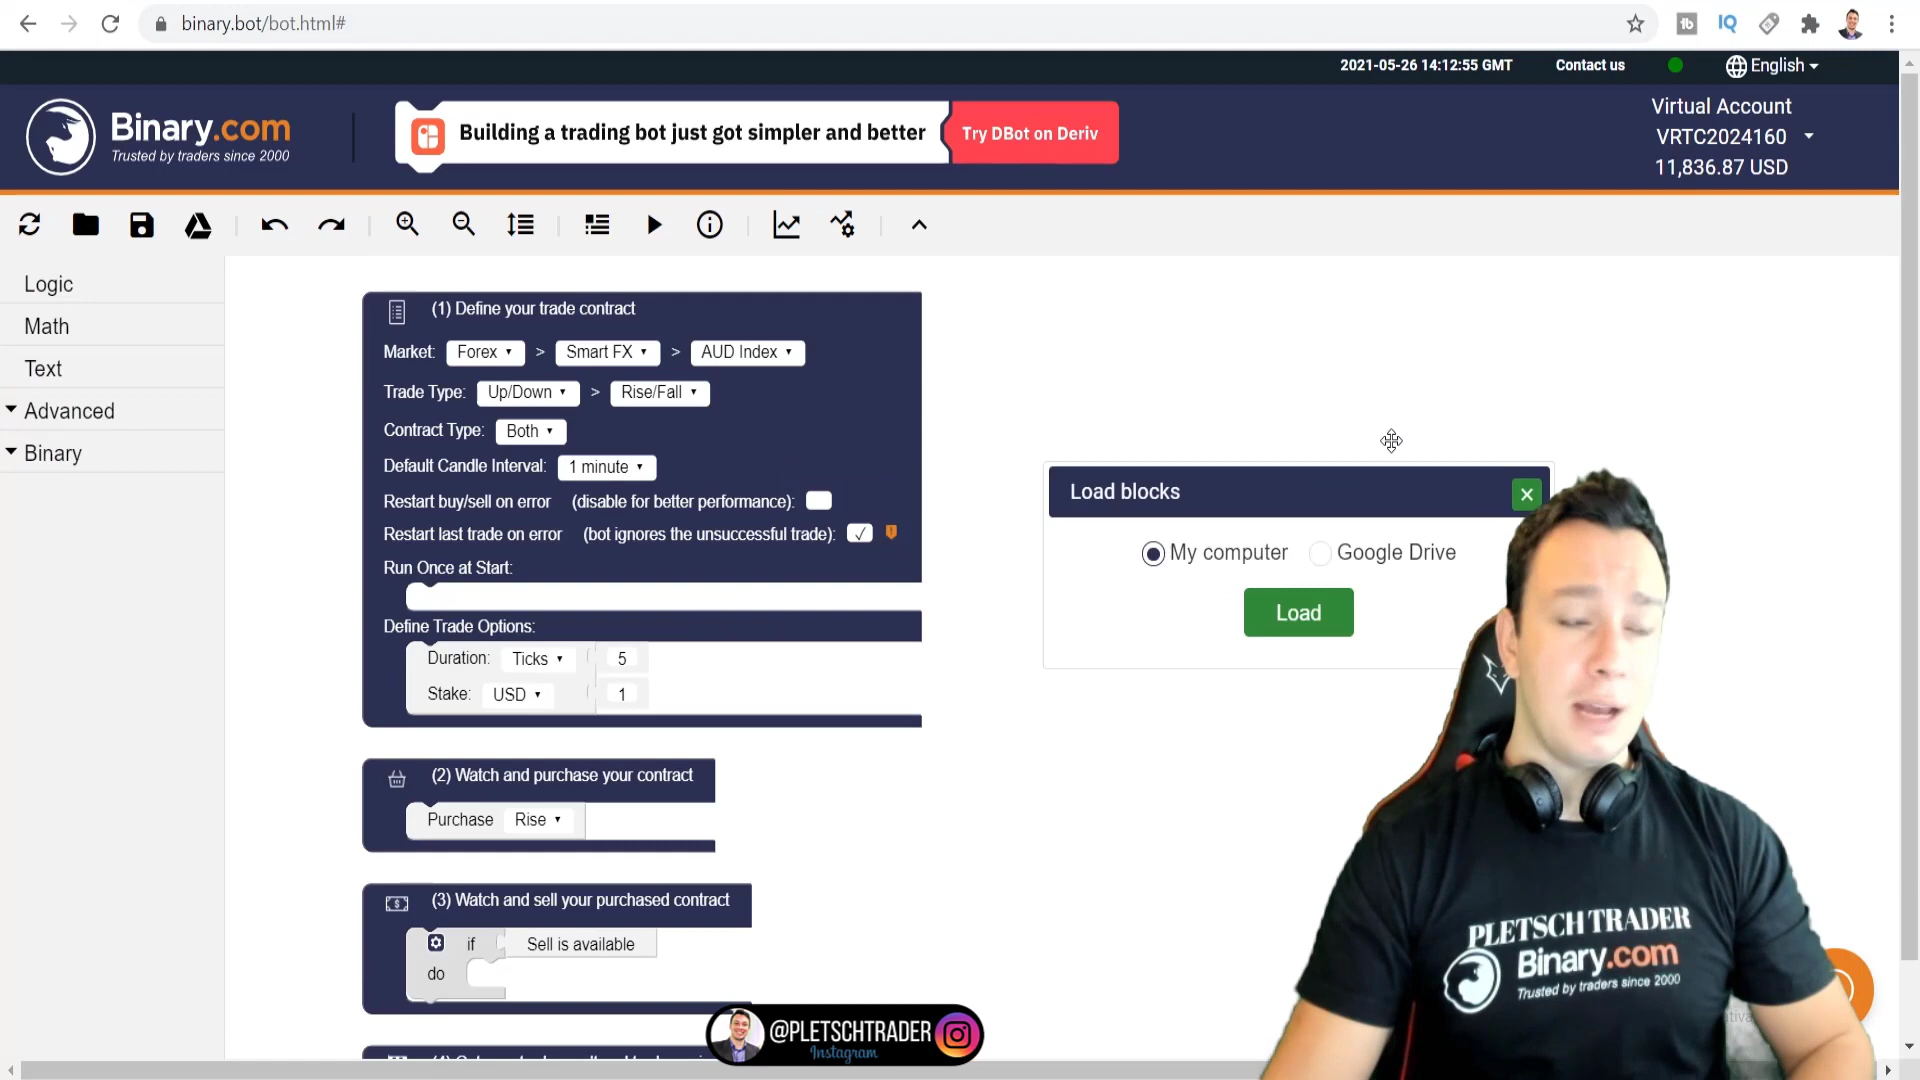 binary.bot/bot.html#
2021-05-26 14:12:55 GMT
Contact us
English
Binary.com
Trusted by traders since 2000
Building a trading bot just got simpler and better
Try DBot on Deriv
Virtual Account
VRTC2024160
11,836.87 USD
Logic
Math
Text
Advanced
Binary
(1) Define your trade contract
Market: Forex > Smart FX > AUD Index
Trade Type: Up/Down > Rise/Fall
Contract Type: Both
Default Candle Interval: 1 minute
Restart buy/sell on error (disable for better performance):
Restart last trade on error (bot ignores the unsuccessful trade):
Run Once at Start:
Define Trade Options:
Duration: Ticks 5
Stake: USD 1
(2) Watch and purchase your contract
Purchase Rise
(3) Watch and sell your purchased contract
if Sell is available
do
Load blocks
x
My computer Google Drive
Load
PLETSCH TRADER
Binary.com
Trusted by traders since 2000
@PLETSCHTRADER
Instagram